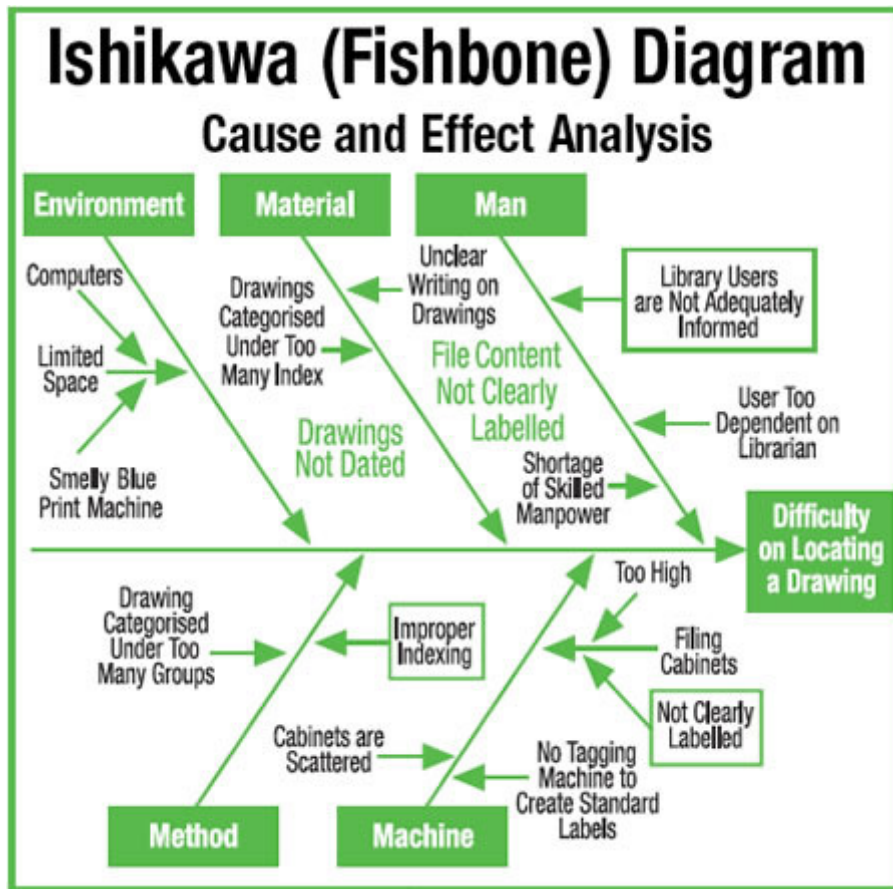 Ishikawa (Fishbone) Diagram
Cause and Effect Analysis
Environment
Material
Man
Computers
Limited
Space
Smelly Blue
Print Machine
Drawings
Categorised
Under Too
Many Index
Unclear
Writing on
Drawings
Drawings
Not Dated
File Content
Not Clearly
Labelled
Library Users
are Not Adequately
Informed
User Too
Dependent on
Librarian
Shortage
of Skilled
Manpower
Difficulty
on Locating
a Drawing
Drawing
Categorised
Under Too
Many Groups
Improper
Indexing
Too High
Filing
Cabinets
Not Clearly
Labelled
Cabinets are
Scattered
No Tagging
Machine to
Create Standard
Labels
Method
Machine